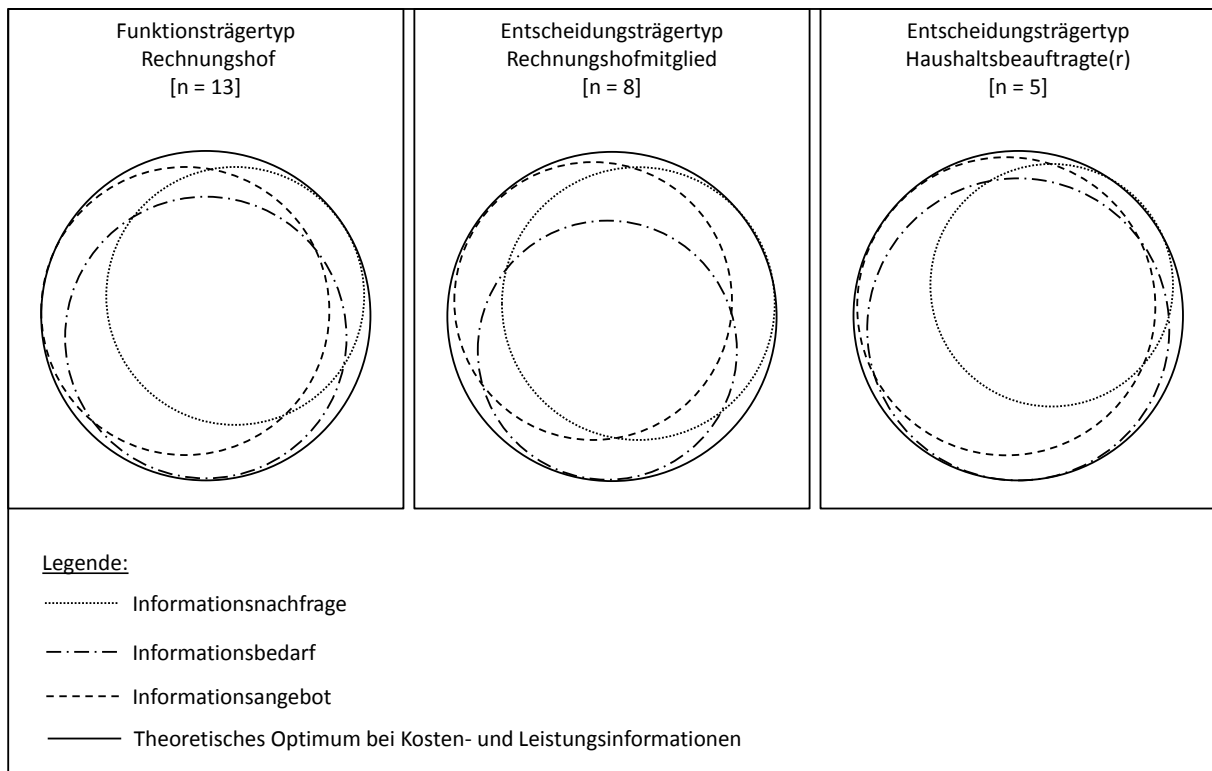 Funktionsträgertyp
Rechnungshof
[n = 13]
Entscheidungsträgertyp
Rechnungshofmitglied
[n = 8]
Entscheidungsträgertyp
Haushaltsbeauftragte(r)
[n = 5]
Legende:
Informationsnachfrage
Informationsbedarf
Informationsangebot
Theoretisches Optimum bei Kosten- und Leistungsinformationen